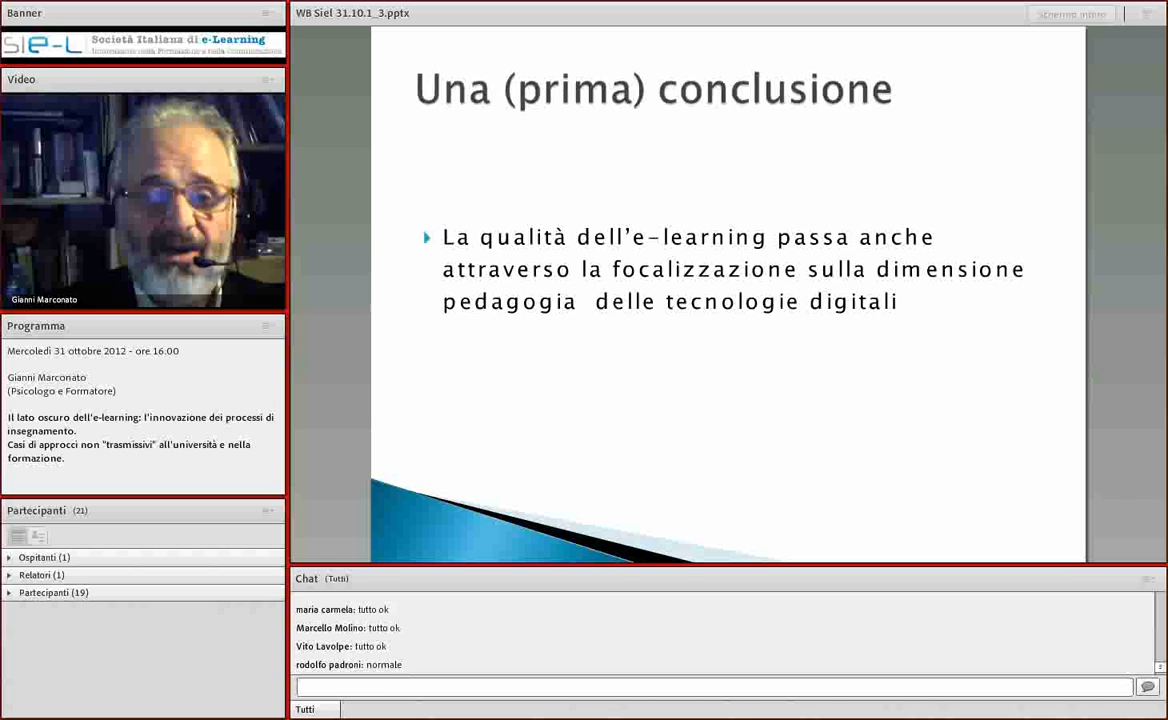 Banner
SIe-L Società Italiana di e-Learning
Video
Gianni Marconato
Programma
Mercoledì 31 ottobre 2012 - ore 16:00
Gianni Marconato
(Psicologo e Formatore)
Il lato oscuro dell'e-learning: l'innovazione dei processi di
insegnamento.
Casi di approcci non "trasmissivi" all'università e nella
formazione.
Partecipanti (21)
Ospitanti (1)
Relatori (1)
Partecipanti (19)
WB Siel 31.10.1_3.pptx
Schermo intero
Una (prima) conclusione
La qualità dell'e-learning passa anche
attraverso la focalizzazione sulla dimensione
pedagogia delle tecnologie digitali
Chat (Tutti)
maria carmela: tutto ok
Marcello Molino: tutto ok
Vito Lavolpe: tutto ok
rodolfo padroni: normale
Tutti